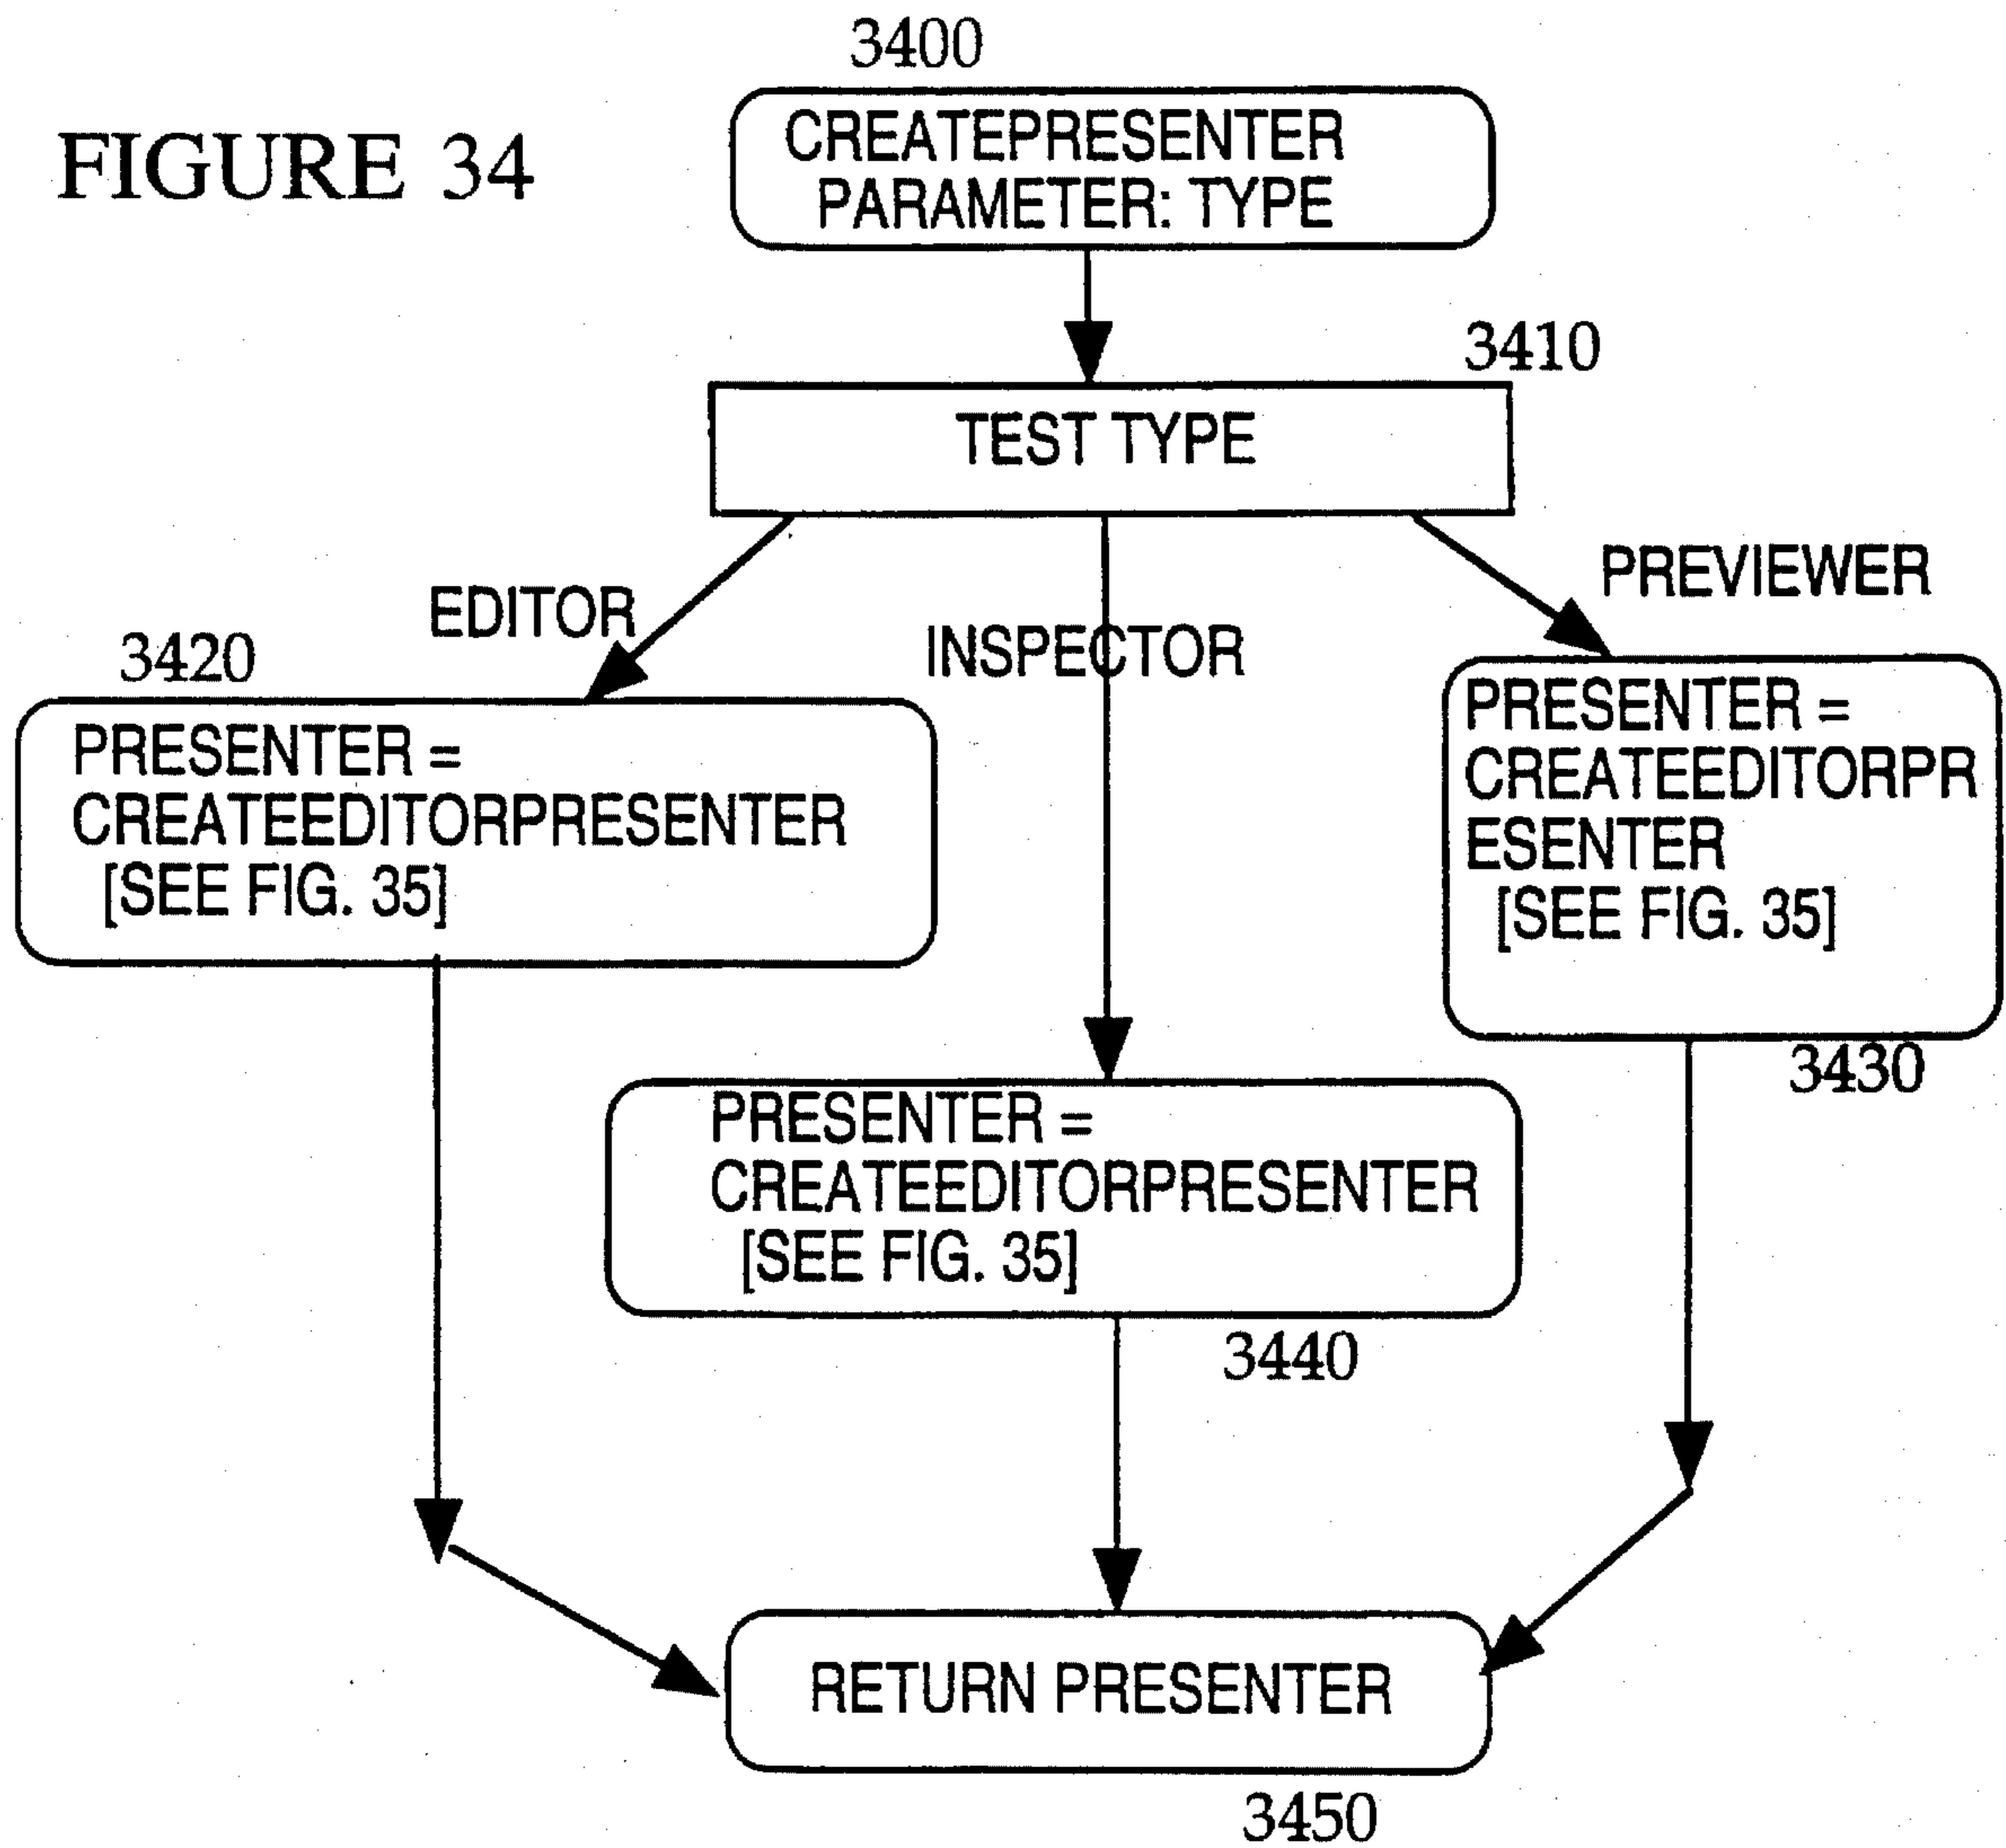 3400
FIGURE 34
CREATEPRESENTER
PARAMETER: TYPE
3410
TEST TYPE
EDITOR
INSPECTOR
PREVIEWER
3420
PRESENTER =
CREATEEDITORPRESENTER
[SEE FIG. 35]
PRESENTER =
CREATEEDITORPR
ESENTER
[SEE FIG. 35]
3430
PRESENTER =
CREATEEDITORPRESENTER
[SEE FIG. 35]
3440
RETURN PRESENTER
3450